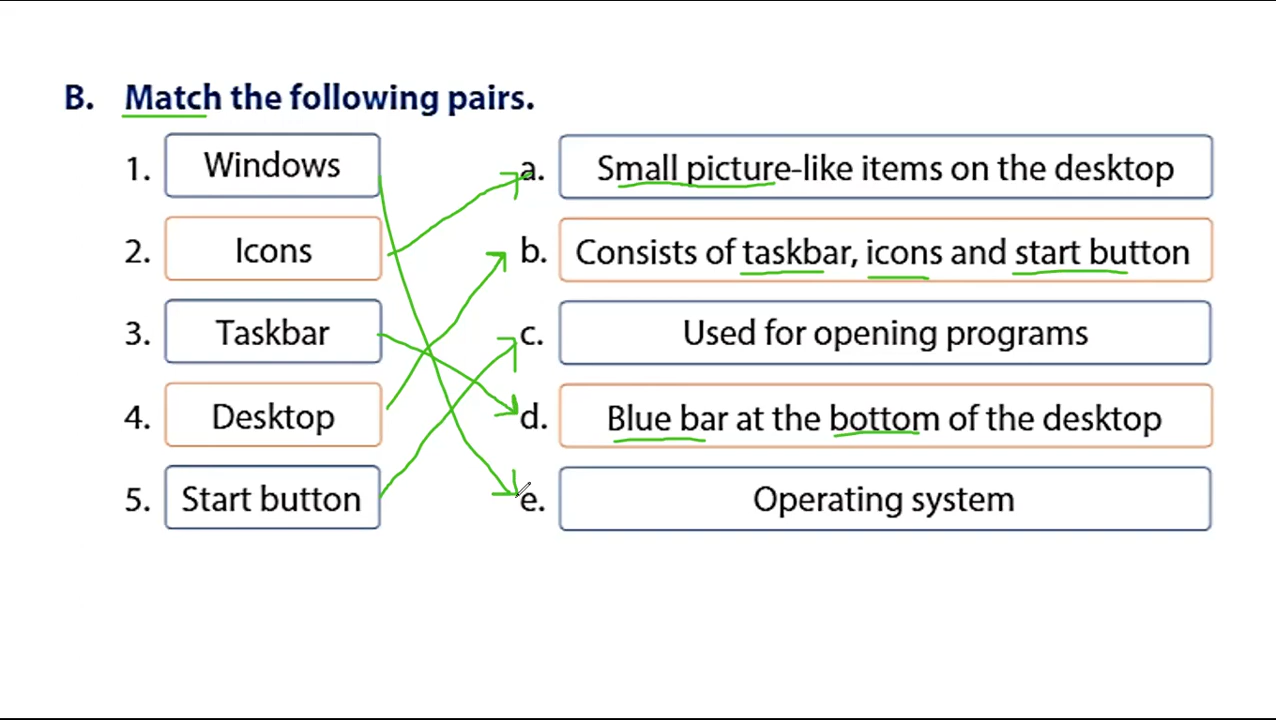 B. Match the following pairs.
1. Windows a. Small picture-like items on the desktop
2. Icons b. Consists of taskbar, icons and start button
3. Taskbar c. Used for opening programs
4. Desktop d. Blue bar at the bottom of the desktop
5. Start button e. Operating system